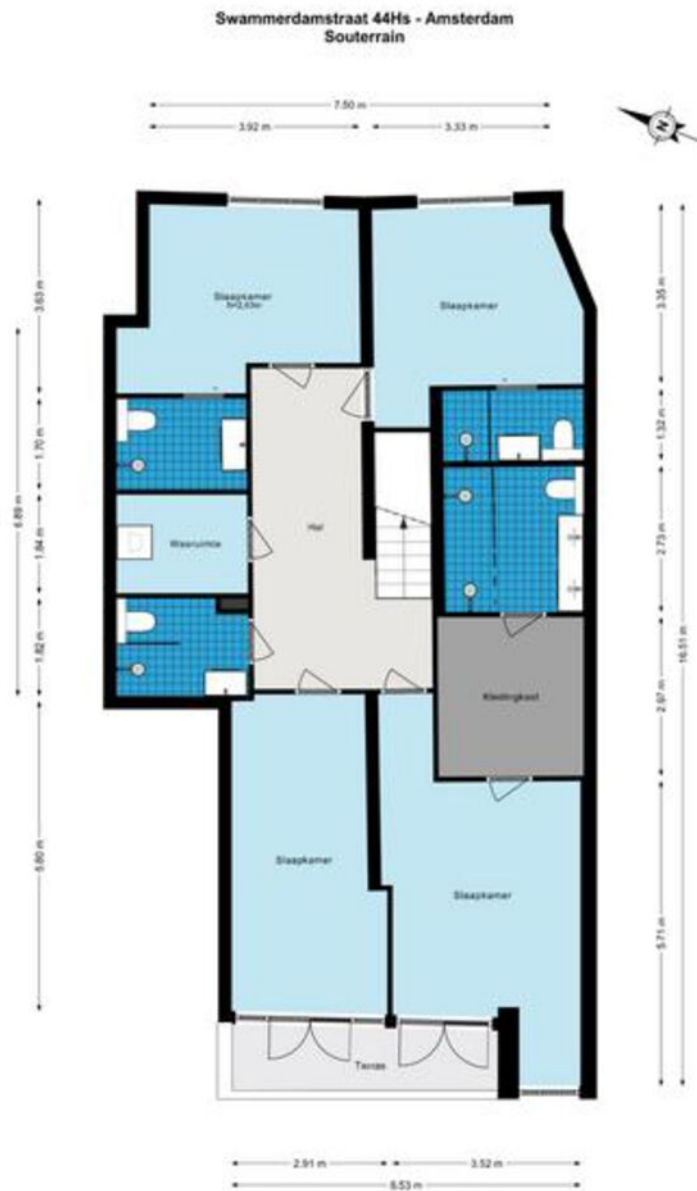 Swammerdamstraat 44Hs - Amsterdam
Souterrain
7.50 m
3.92 m
3.33 m
N
3.63 m
3.35 m
Slaapkamer
h=2,43m
Slaapkamer
1.70 m
1.32 m
6.89 m
Hal
Wasruimte
1.84 m
2.73 m
1.82 m
16.51 m
Kledingkast
2.97 m
5.80 m
Slaapkamer
Slaapkamer
5.71 m
Terras
2.91 m
3.52 m
6.53 m